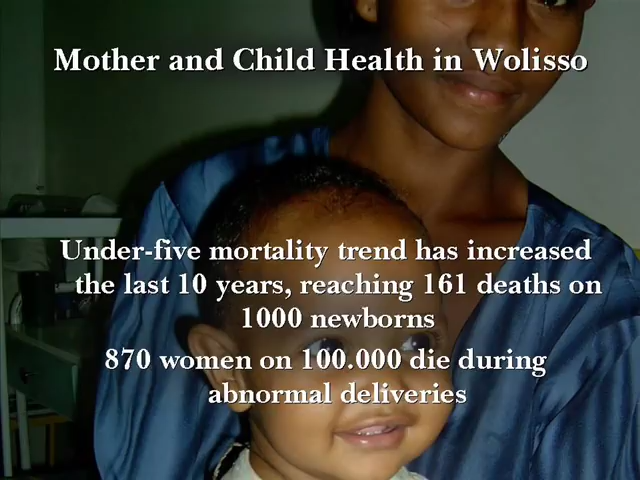 Mother and Child Health in Wolisso
Under-five mortality trend has increased
the last 10 years, reaching 161 deaths on
1000 newborns
870 women on 100.000 die during
abnormal deliveries